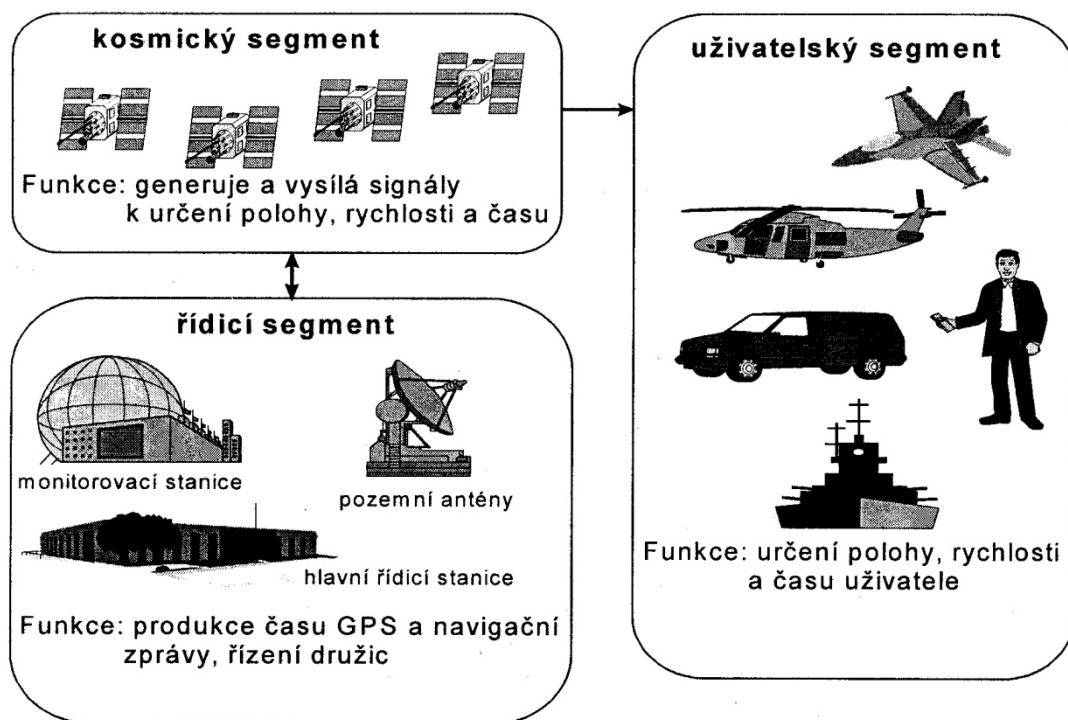 kosmický segment
Funkce: generuje a vysílá signály
k určení polohy, rychlosti a času
řídicí segment
monitorovací stanice
pozemní antény
hlavní řídicí stanice
Funkce: produkce času GPS a navigační
zprávy, řízení družic
uživatelský segment
Funkce: určení polohy, rychlosti
a času uživatele